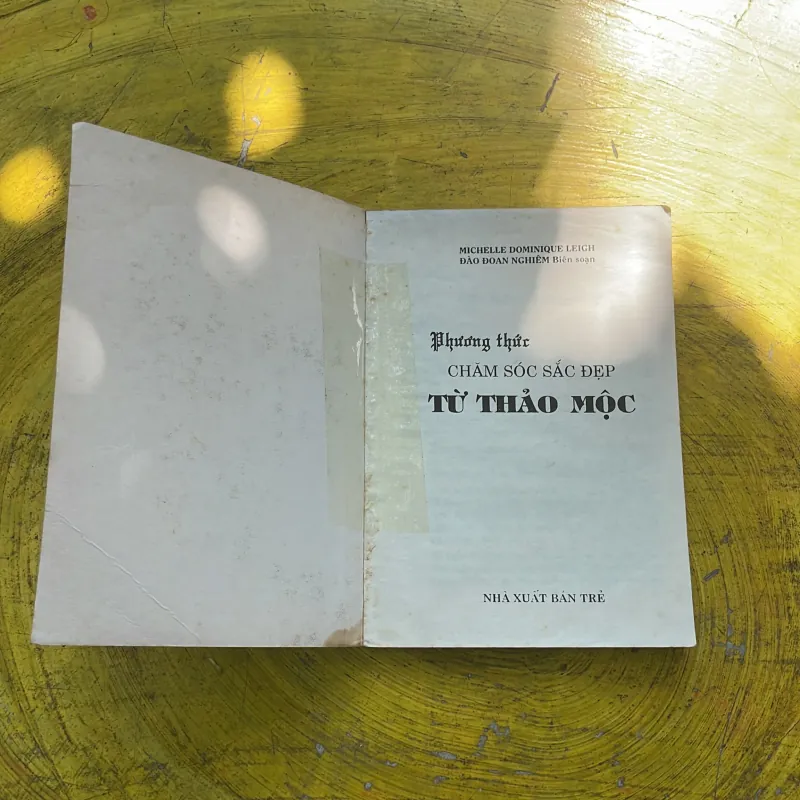 MICHELLE DOMINIQUE LEIGH
ĐÀO ĐOAN NGHIÊM Biên soạn
Phương thức
CHĂM SÓC SẮC ĐẸP
TỪ THẢO MỘC
NHÀ XUẤT BẢN TRẺ